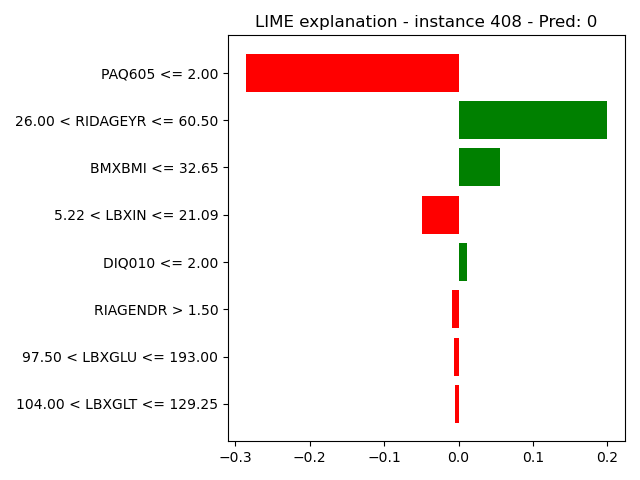 LIME explanation - instance 408 - Pred: 0
PAQ605 <= 2.00
26.00 < RIDAGEYR <= 60.50
BMXBMI <= 32.65
5.22 < LBXIN <= 21.09
DIQ010 <= 2.00
RIAGENDR > 1.50
97.50 < LBXGLU <= 193.00
104.00 < LBXGLT <= 129.25
−0.3 −0.2 −0.1 0.0 0.1 0.2